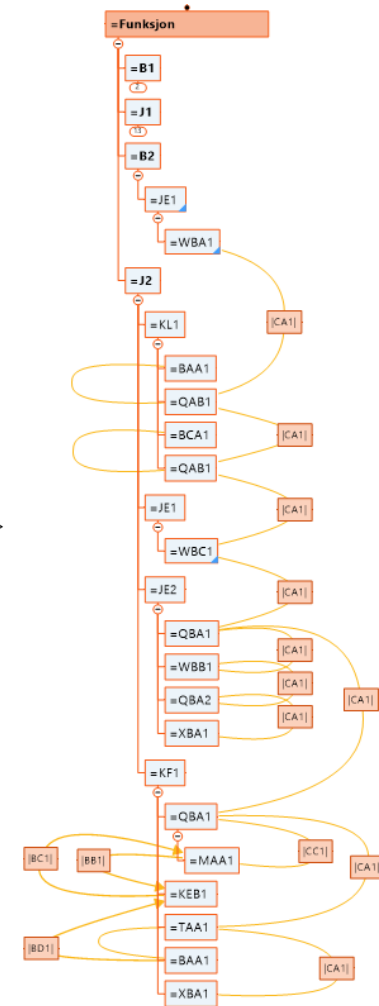 =Funksjon
=B1
2
=J1
13
=B2
=JE1
=WBA1
=J2
=KL1
|CA1|
=BAA1
=QAB1
=BCA1
|CA1|
=QAB1
=JE1
|CA1|
=WBC1
=JE2
|CA1|
=QBA1
|CA1|
=WBB1
|CA1|
=QBA2
|CA1|
|CA1|
=XBA1
=KF1
=QBA1
|BC1|
|BB1|
=MAA1
|CC1|
|CA1|
=KEB1
=TAA1
|BD1|
=BAA1
|CA1|
=XBA1